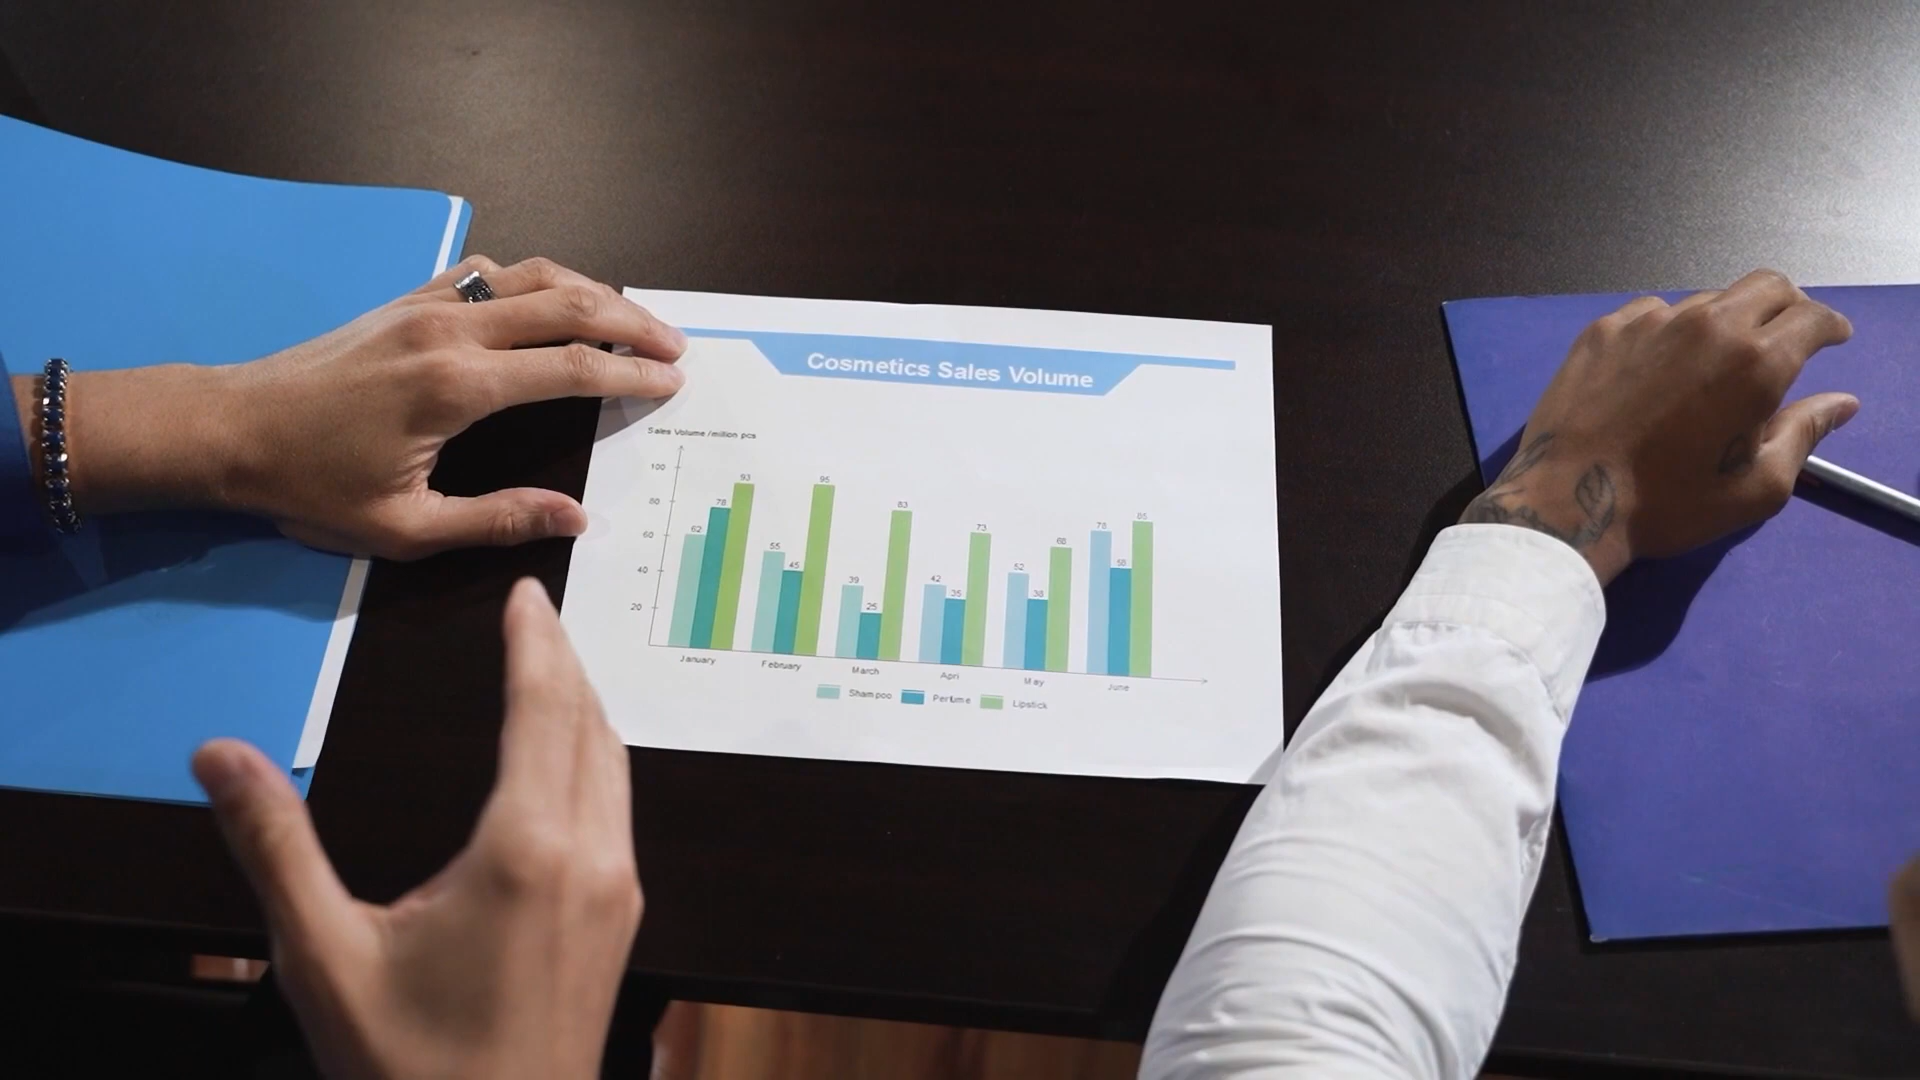 Cosmetics Sales Volume
Sales Volume /million pcs
100
80
60
40
20
62 78 93
55 45 95
39 25 83
42 35 73
52 38 68
78 58 85
January February March April May June
Shampoo Perfume Lipstick